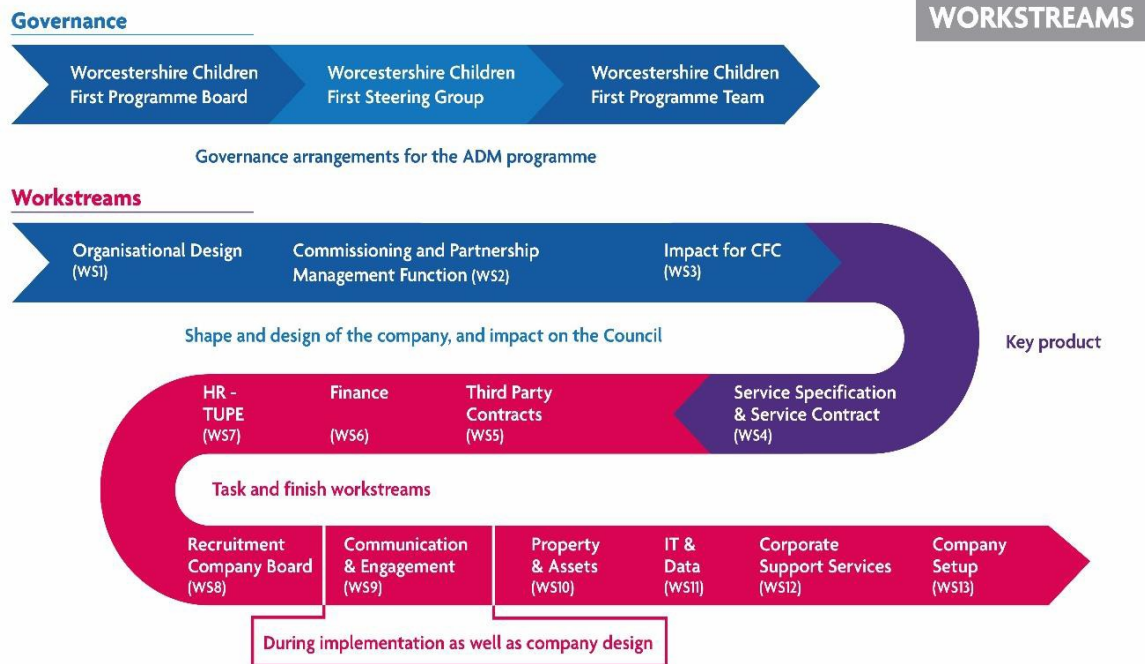 WORKSTREAMS
Governance
Worcestershire Children
First Programme Board
Worcestershire Children
First Steering Group
Worcestershire Children
First Programme Team
Governance arrangements for the ADM programme
Workstreams
Organisational Design
(WS1)
Commissioning and Partnership
Management Function (WS2)
Impact for CFC
(WS3)
Shape and design of the company, and impact on the Council
Key product
Service Specification
& Service Contract
(WS4)
Third Party
Contracts
(WS5)
Finance
(WS6)
HR -
TUPE
(WS7)
Task and finish workstreams
Recruitment
Company Board
(WS8)
Communication
& Engagement
(WS9)
Property
& Assets
(WS10)
IT &
Data
(WS11)
Corporate
Support Services
(WS12)
Company
Setup
(WS13)
During implementation as well as company design